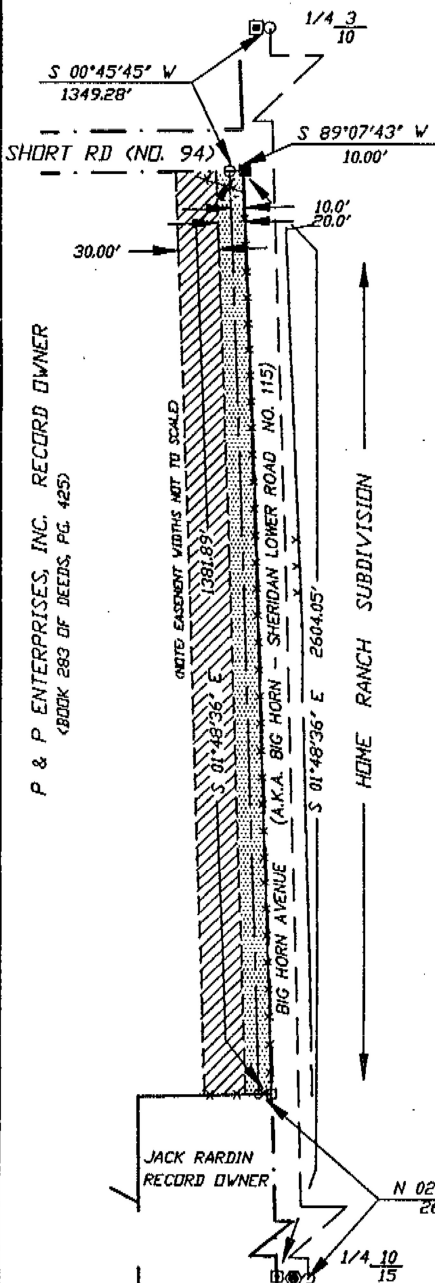 1/4 3
10
S 00°45'45" W
1349.28'
S 89°07'43" W
10.00'
SHORT RD (NO. 94)
10.0'
20.0'
30.00'
P & P ENTERPRISES, INC. RECORD OWNER
(BOOK 283 OF DEEDS, PG. 425)
(NOTE: EASEMENT WIDTHS NOT TO SCALE)
S 01°48'36" E 1381.89'
BIG HORN AVENUE (A.K.A. BIG HORN - SHERIDAN LOWER ROAD NO. 115)
S 01°48'36" E 2604.05'
HOME RANCH SUBDIVISION
JACK RARDIN
RECORD OWNER
N 02
1/4 10
15